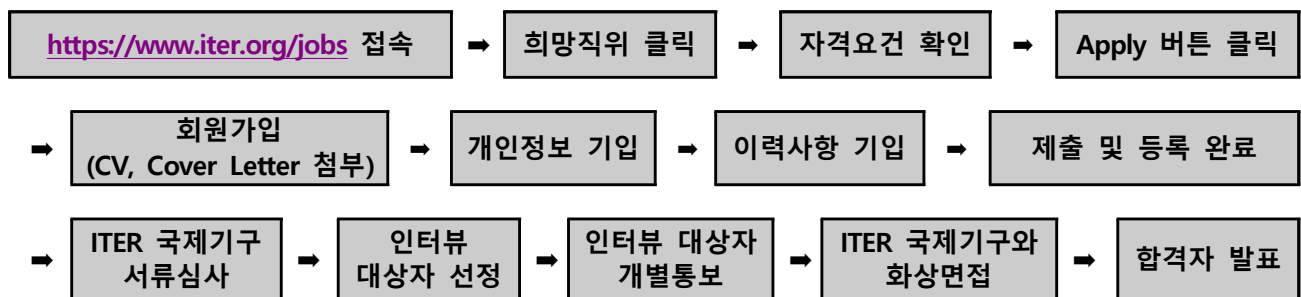 https://www.iter.org/jobs 접속 ➡ 희망직위 클릭 ➡ 자격요건 확인 ➡ Apply 버튼 클릭
➡ 회원가입
(CV, Cover Letter 첨부) ➡ 개인정보 기입 ➡ 이력사항 기입 ➡ 제출 및 등록 완료
➡ ITER 국제기구
서류심사 ➡ 인터뷰
대상자 선정 ➡ 인터뷰 대상자
개별통보 ➡ ITER 국제기구와
화상면접 ➡ 합격자 발표